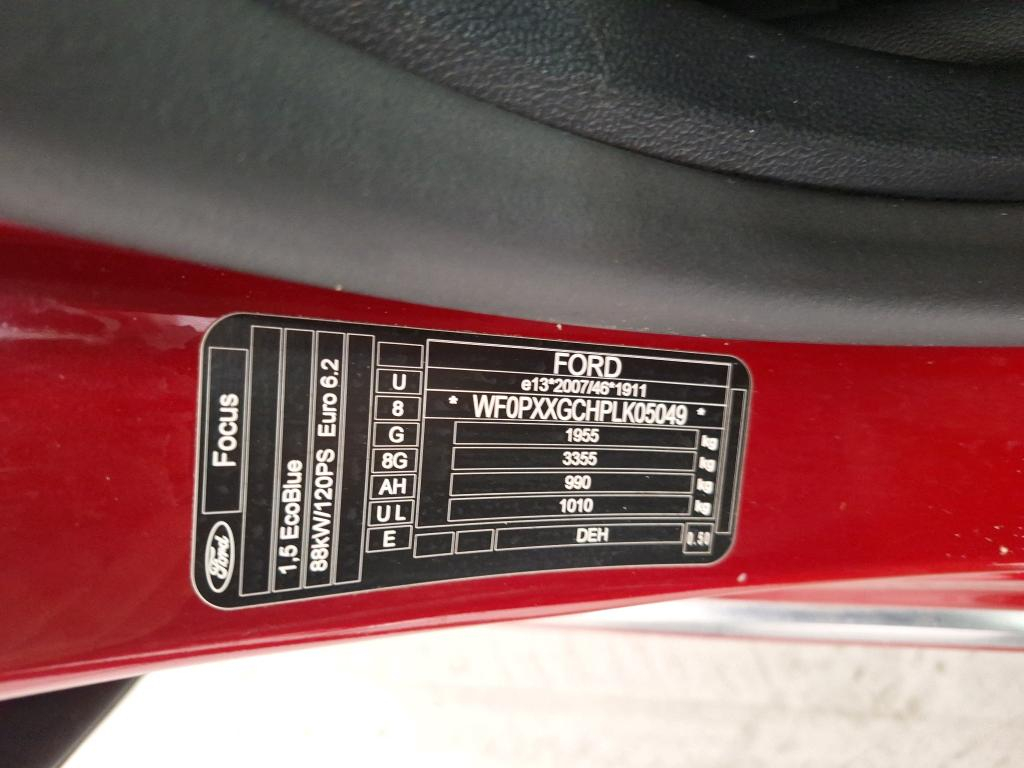 Ford
Focus
1,5 EcoBlue
88kW/120PS Euro 6.2
U
8
G
8G
AH
UL
E
FORD
e13*2007/46*1911
* WF0PXXGCHPLK05049 *
1955 kg
3355 kg
990 kg
1010 kg
DEH
0.50